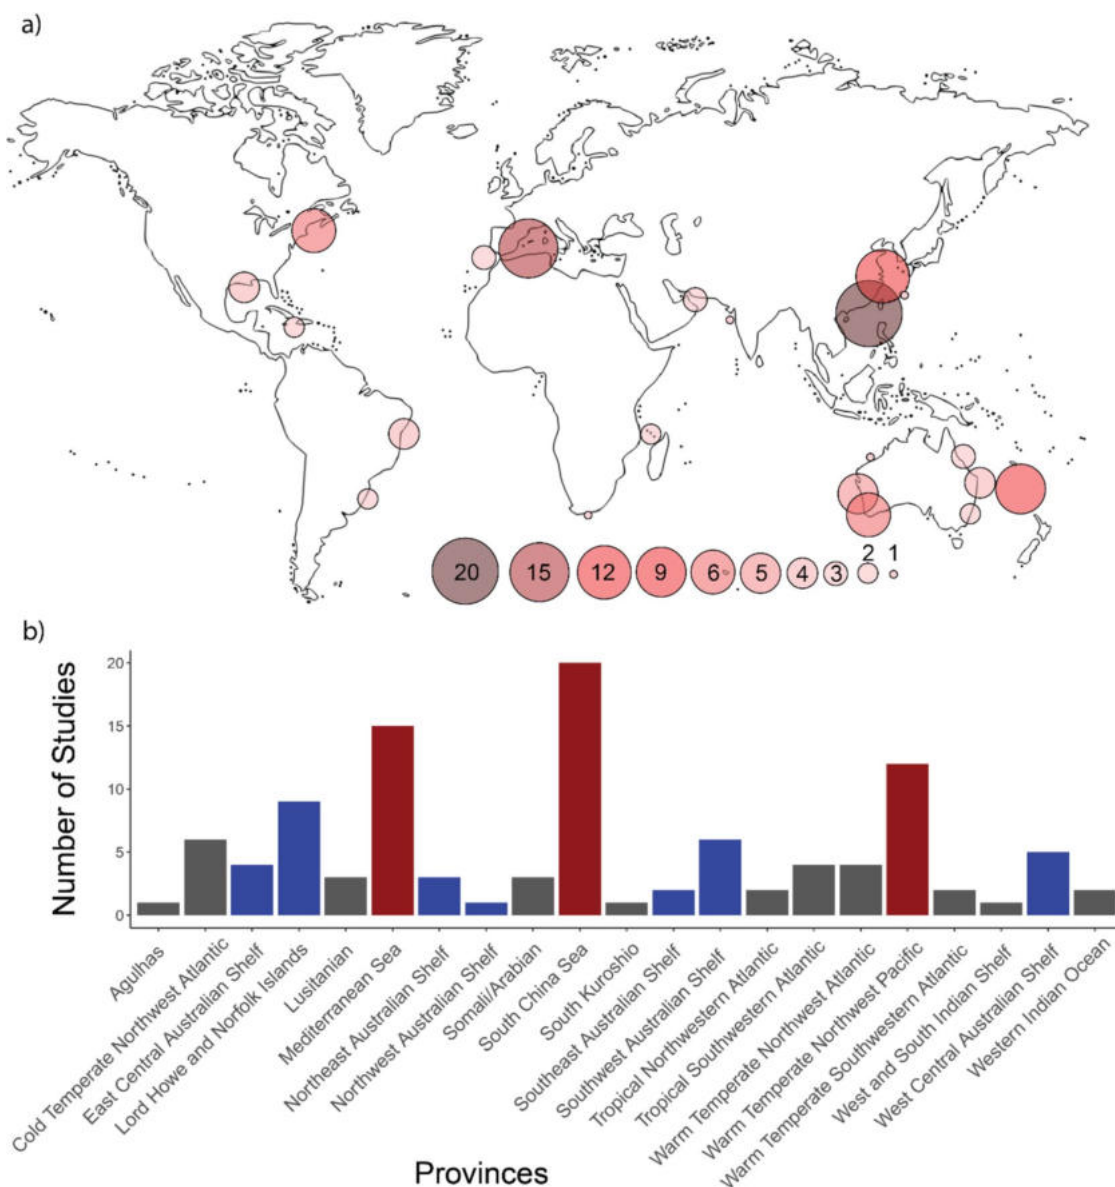 a)
2 1
20 15 12 9 6 5 4 3
b)
Number of Studies
20
15
10
5
0
Agulhas
Cold Temperate Northwest Atlantic
East Central Australian Shelf
Lord Howe and Norfolk Islands
Lusitanian
Mediterranean Sea
Northeast Australian Shelf
Northwest Australian Shelf
Somali/Arabian
South China Sea
South Kuroshio
Southeast Australian Shelf
Southwest Australian Shelf
Tropical Northwestern Atlantic
Tropical Southwestern Atlantic
Warm Temperate Northwest Atlantic
Warm Temperate Northwest Pacific
Warm Temperate Southwestern Atlantic
West and South Indian Shelf
West Central Australian Shelf
Western Indian Ocean
Provinces